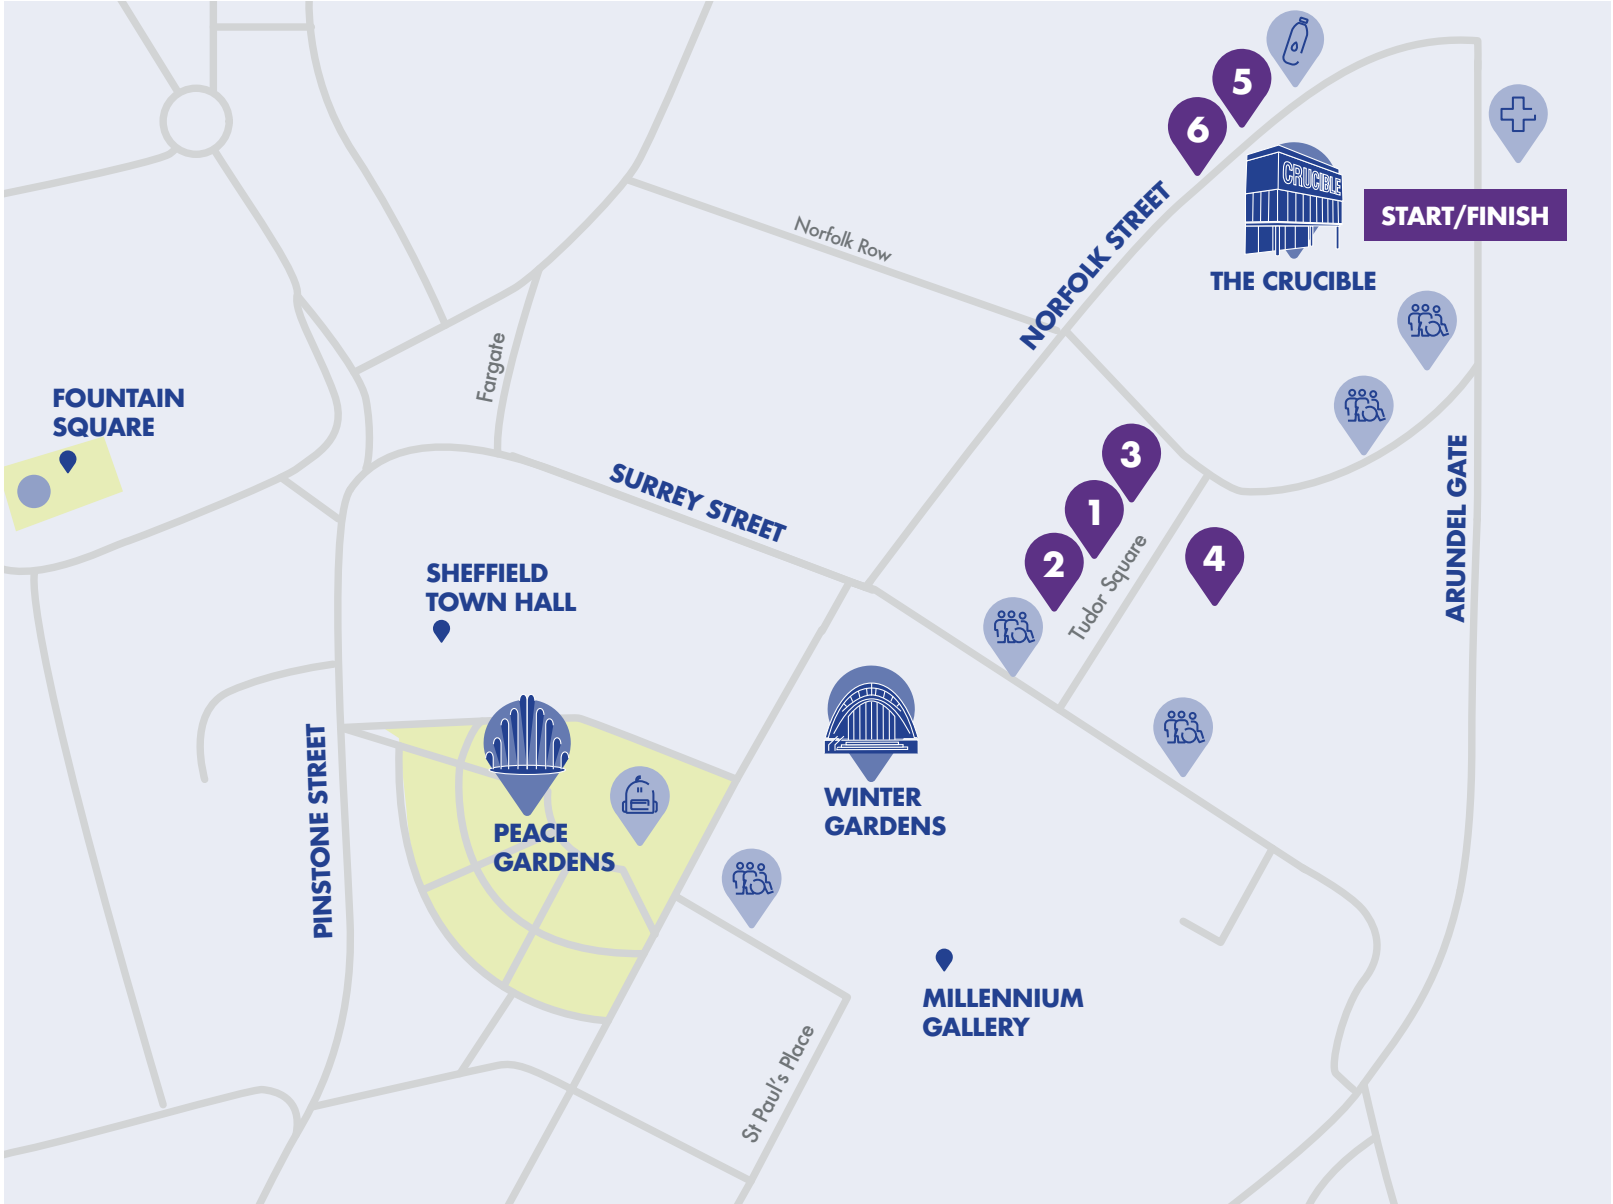 5
6
CRUCIBLE
START/FINISH
THE CRUCIBLE
NORFOLK STREET
Norfolk Row
Fargate
FOUNTAIN
SQUARE
SURREY STREET
3
1
2
4
Tudor Square
ARUNDEL GATE
SHEFFIELD
TOWN HALL
PINSTONE STREET
PEACE
GARDENS
WINTER
GARDENS
MILLENNIUM
GALLERY
St Paul's Place